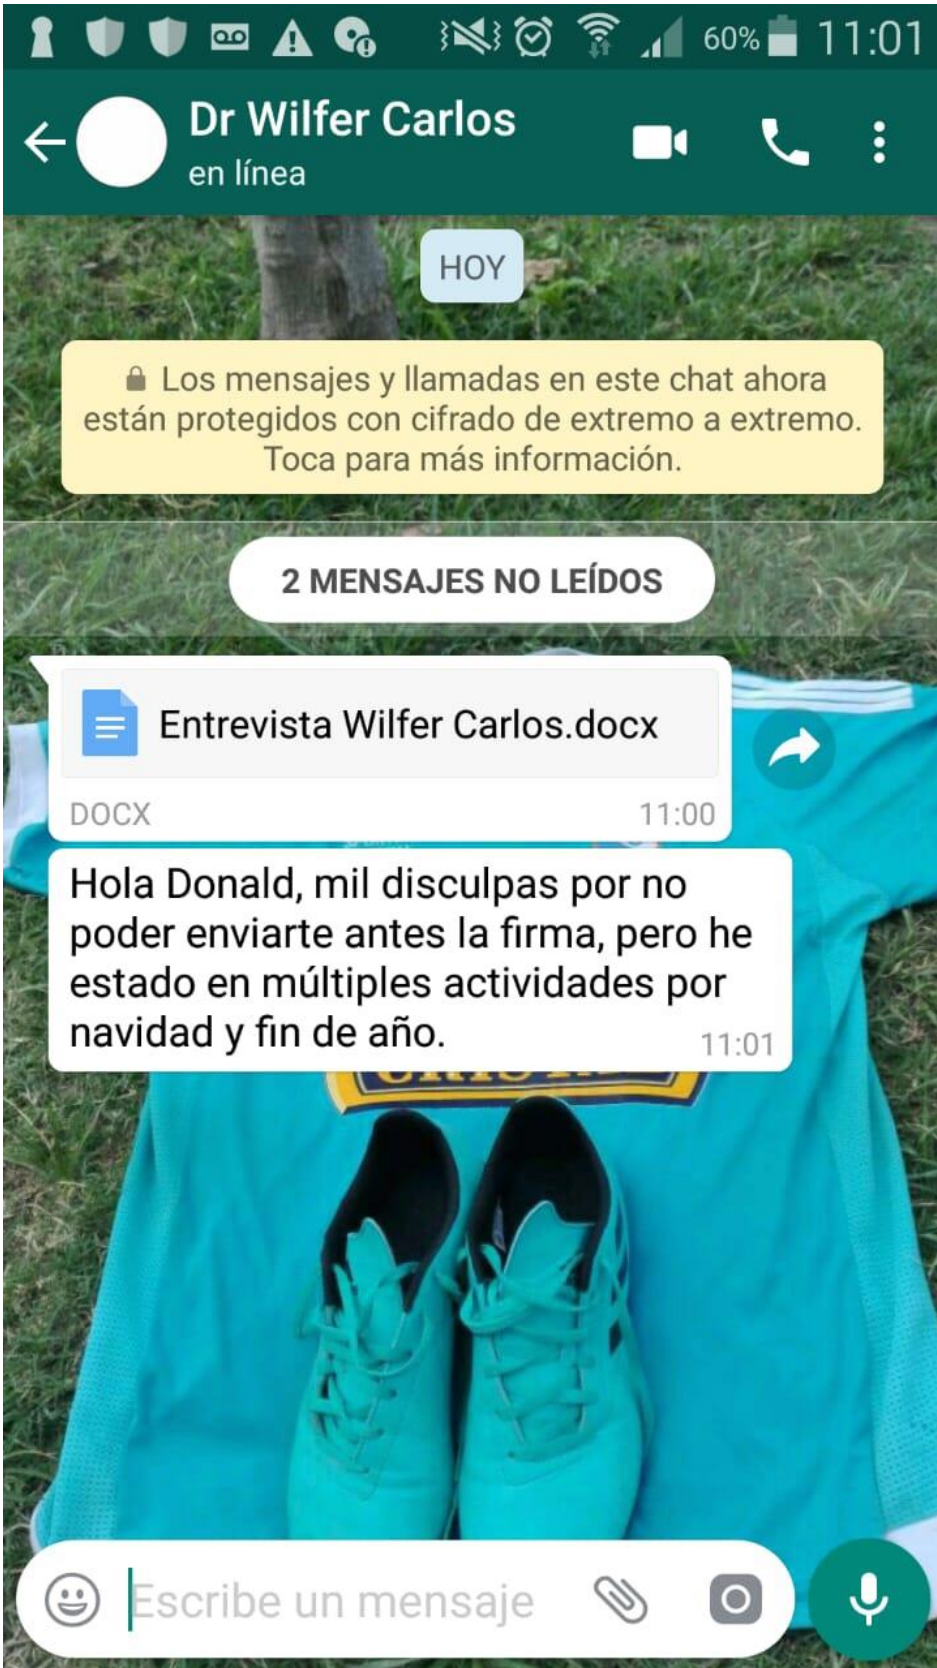 60% 11:01
Dr Wilfer Carlos
en línea
HOY
Los mensajes y llamadas en este chat ahora
están protegidos con cifrado de extremo a extremo.
Toca para más información.
2 MENSAJES NO LEÍDOS
Entrevista Wilfer Carlos.docx
DOCX 11:00
Hola Donald, mil disculpas por no
poder enviarte antes la firma, pero he
estado en múltiples actividades por
navidad y fin de año.
11:01
Escribe un mensaje